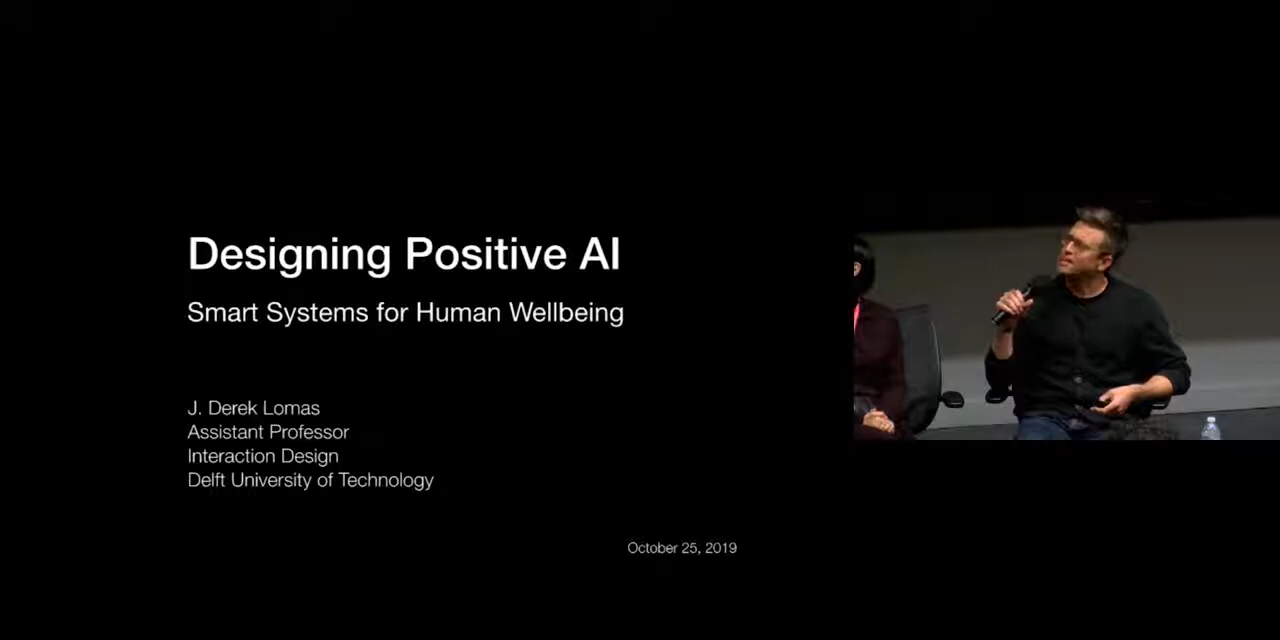 Designing Positive AI
Smart Systems for Human Wellbeing
J. Derek Lomas
Assistant Professor
Interaction Design
Delft University of Technology
October 25, 2019